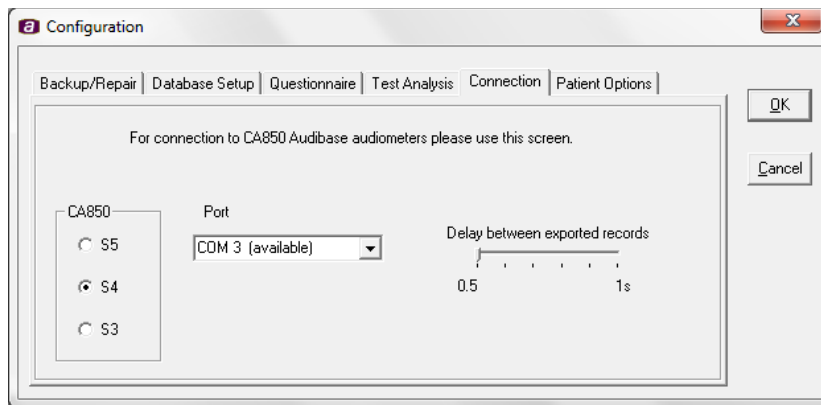 a Configuration
Backup/Repair Database Setup Questionnaire Test Analysis Connection Patient Options
OK
For connection to CA850 Audibase audiometers please use this screen.
Cancel
CA850
Port
S5
COM 3 (available)
Delay between exported records
S4
0.5 1s
S3